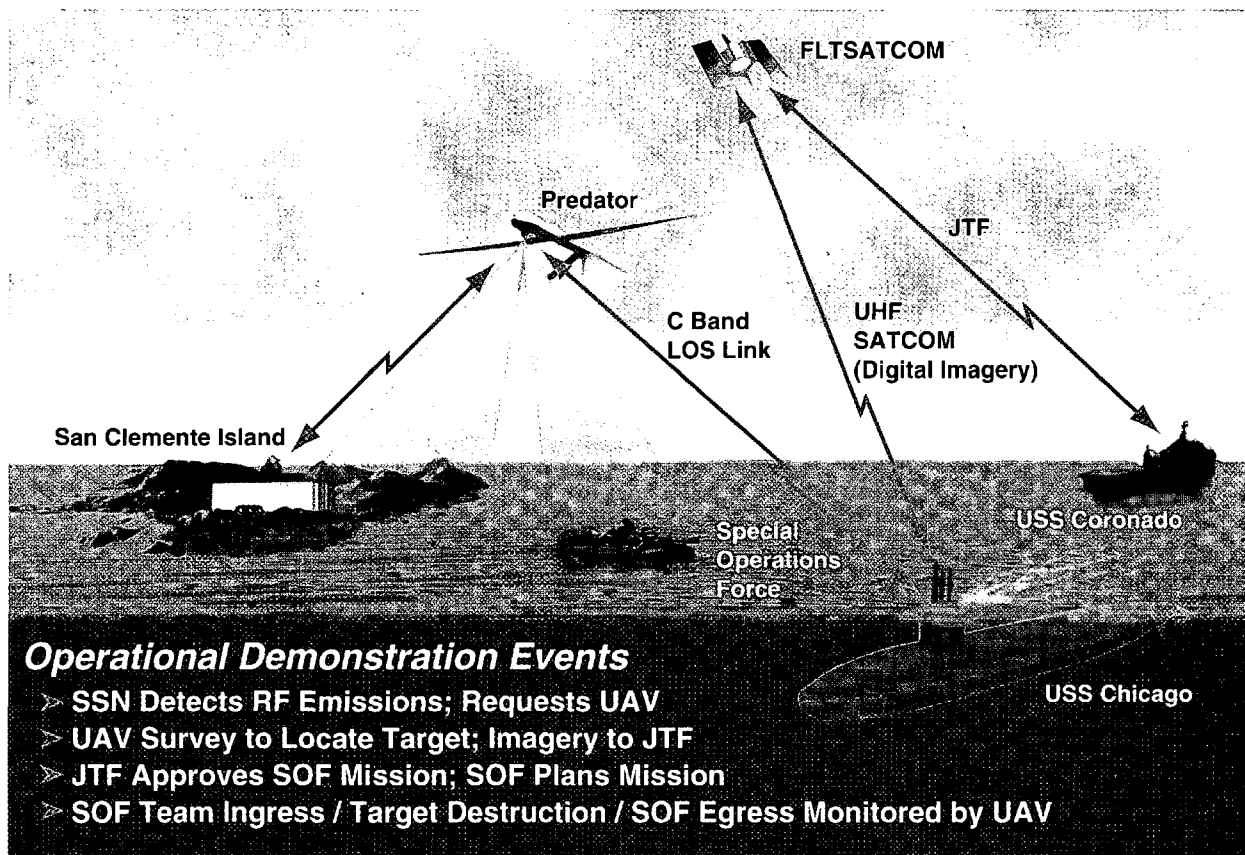 FLTSATCOM
Predator
JTF
C Band
LOS Link
UHF
SATCOM
(Digital Imagery)
San Clemente Island
USS Coronado
Special
Operations
Force
Operational Demonstration Events
USS Chicago
➢ SSN Detects RF Emissions; Requests UAV
➢ UAV Survey to Locate Target; Imagery to JTF
➢ JTF Approves SOF Mission; SOF Plans Mission
➢ SOF Team Ingress / Target Destruction / SOF Egress Monitored by UAV